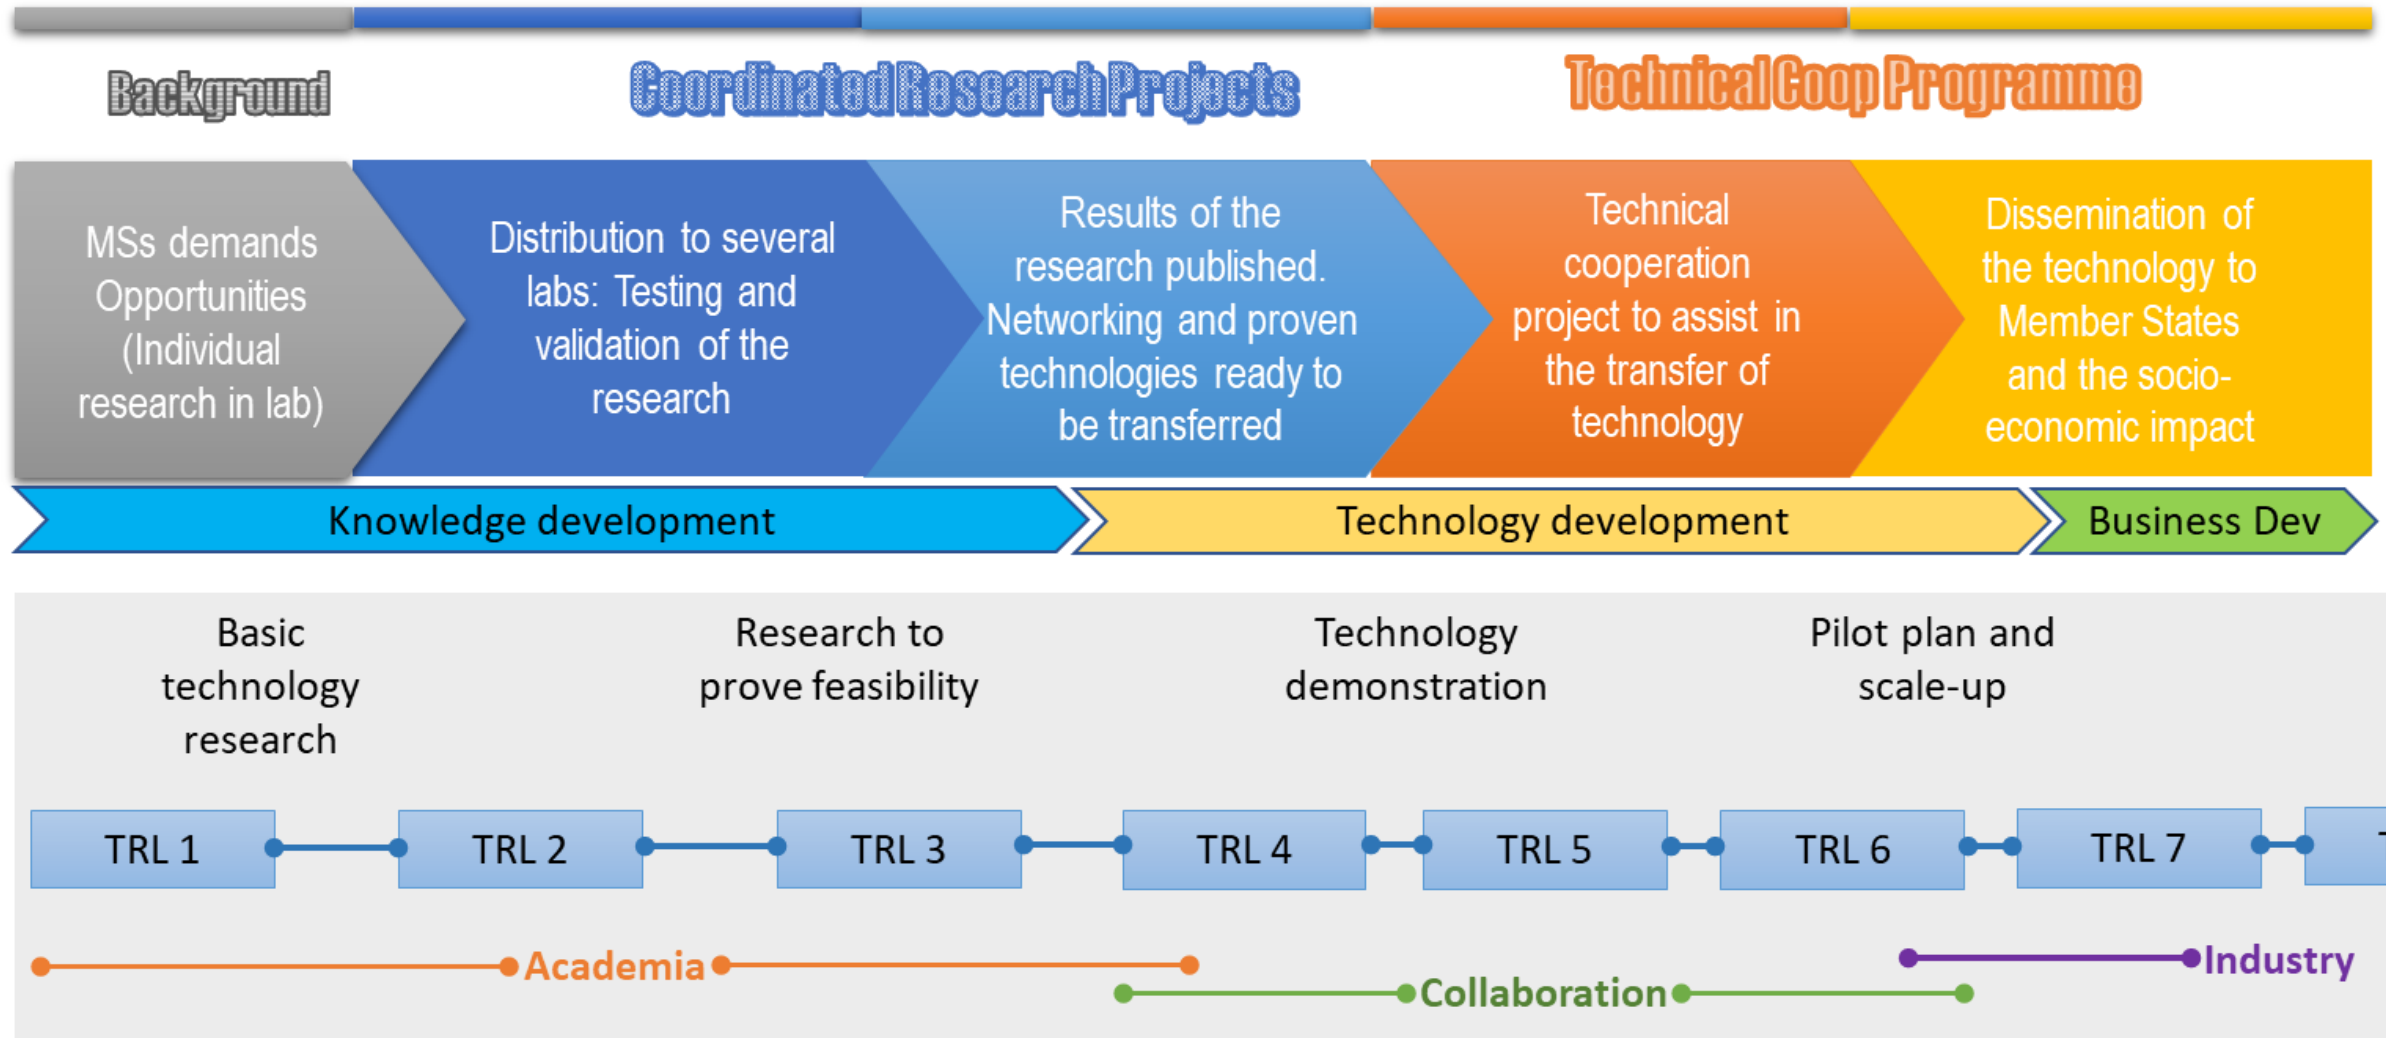 Background
Coordinated Research Projects
Technical Coop Programme
MSs demands
Opportunities
(Individual
research in lab)
Distribution to several
labs: Testing and
validation of the
research
Results of the
research published.
Networking and proven
technologies ready to
be transferred
Technical
cooperation
project to assist in
the transfer of
technology
Dissemination of
the technology to
Member States
and the socio-
economic impact
Knowledge development
Technology development
Business Dev
Basic
technology
research
Research to
prove feasibility
Technology
demonstration
Pilot plan and
scale-up
TRL 1
TRL 2
TRL 3
TRL 4
TRL 5
TRL 6
TRL 7
Academia
Collaboration
Industry